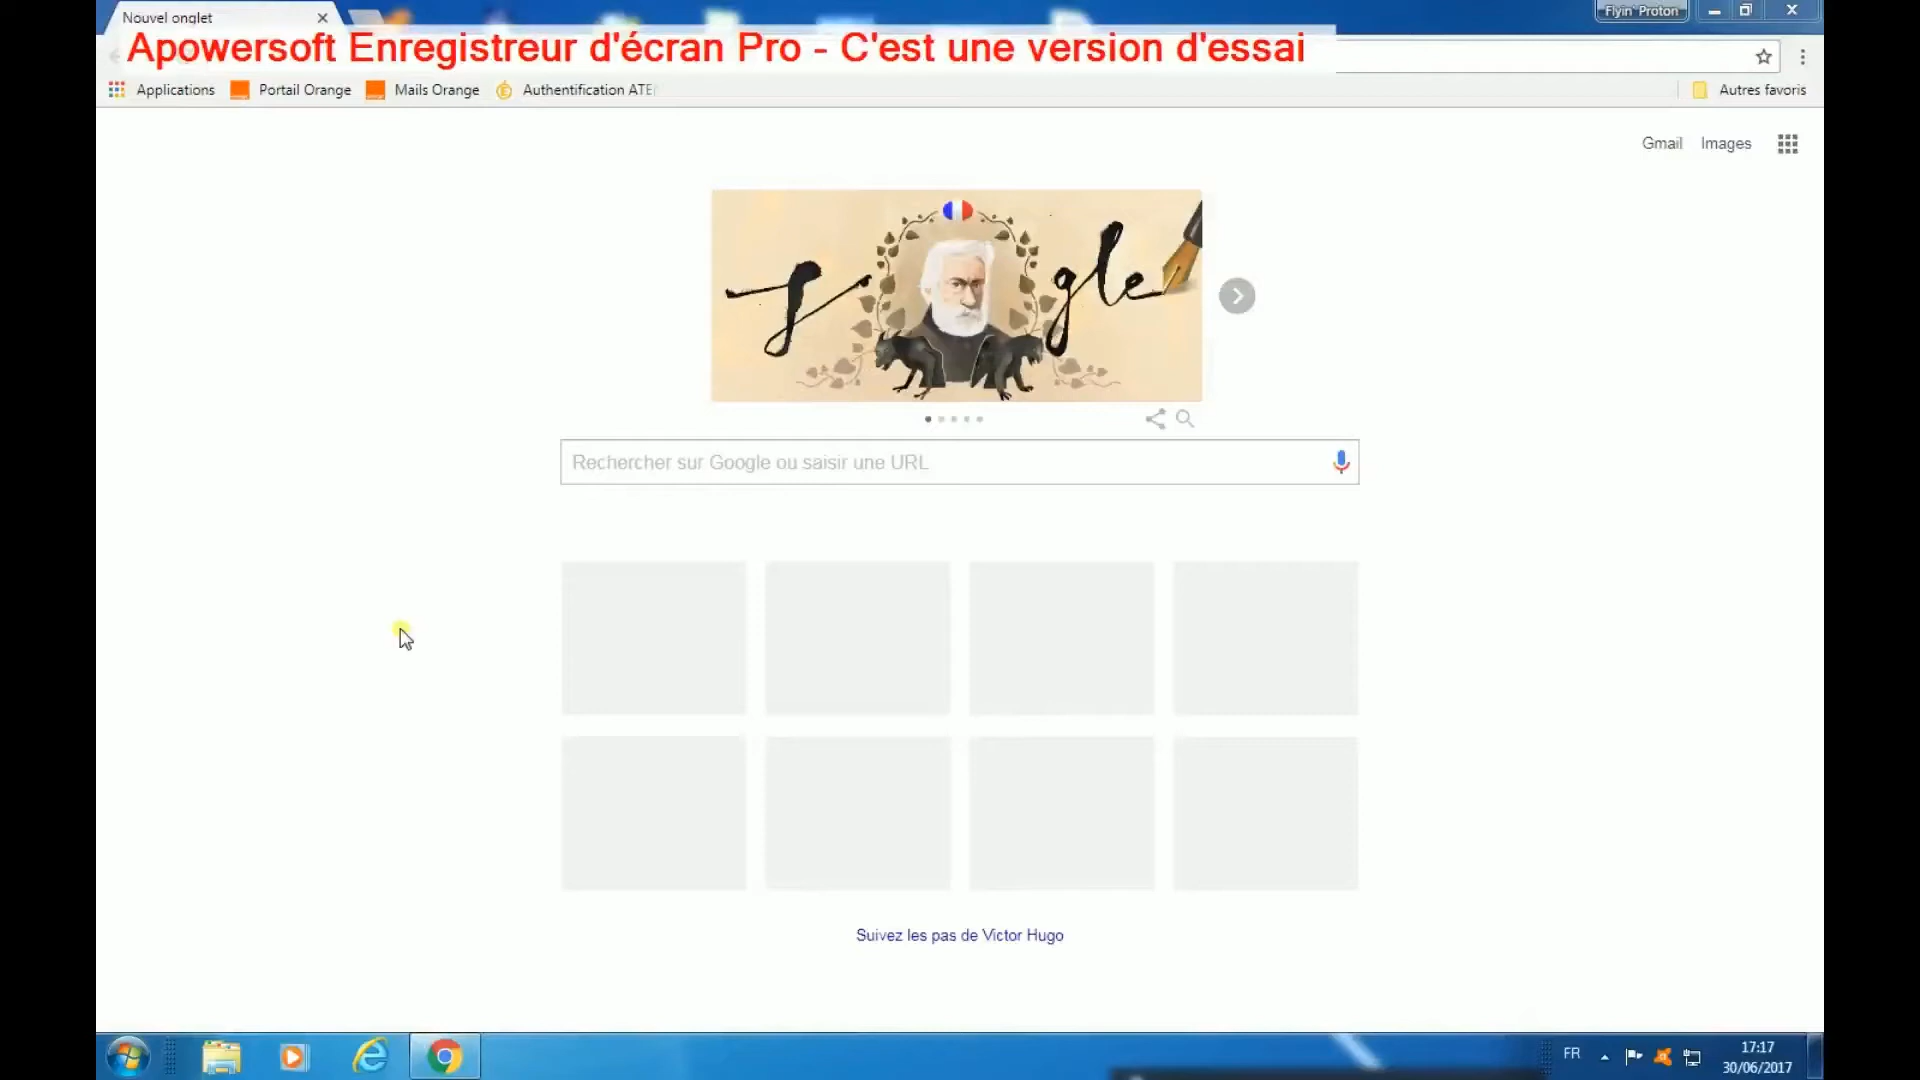 Nouvel onglet
Flyin' Proton
Apowersoft Enregistreur d'écran Pro - C'est une version d'essai
Applications
Portail Orange
Mails Orange
Authentification ATE
Autres favoris
Gmail
Images
Rechercher sur Google ou saisir une URL
Suivez les pas de Victor Hugo
FR
17:17
30/06/2017